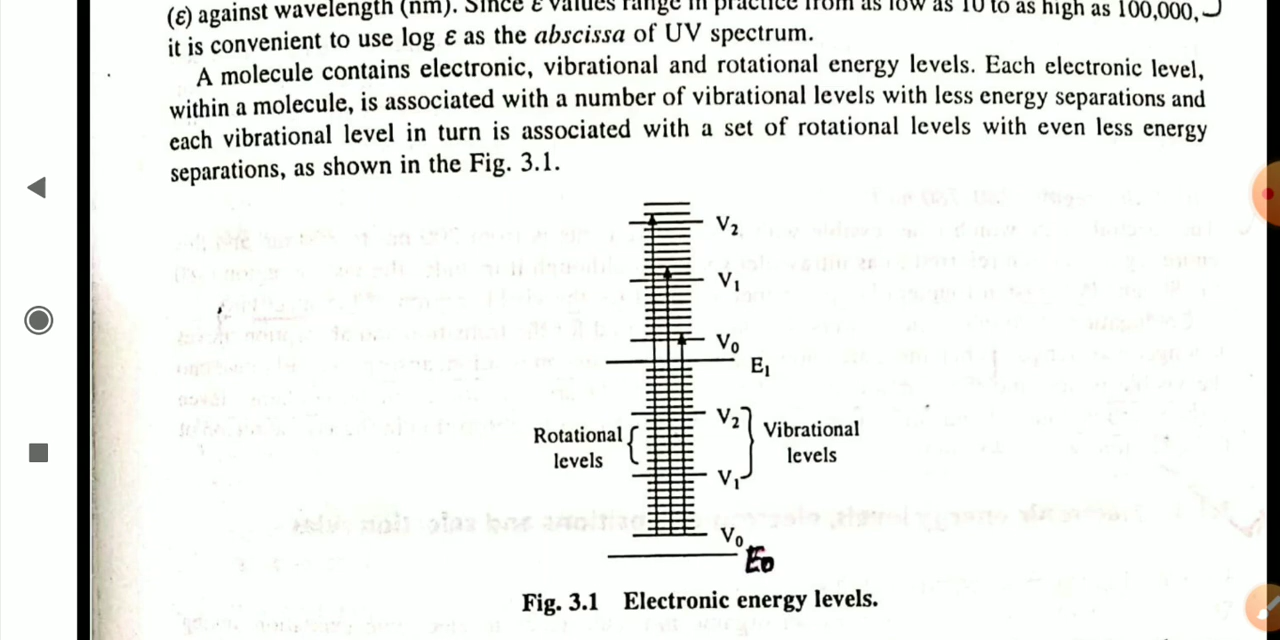 (ε) against wavelength (nm). Since ε values range in practice from as low as 10 to as high as 100,000,
it is convenient to use log ε as the abscissa of UV spectrum.
A molecule contains electronic, vibrational and rotational energy levels. Each electronic level,
within a molecule, is associated with a number of vibrational levels with less energy separations and
each vibrational level in turn is associated with a set of rotational levels with even less energy
separations, as shown in the Fig. 3.1.
V₂
V₁
V₀
E₁
V₂
Rotational
levels
Vibrational
levels
V₁
V₀
E₀
Fig. 3.1 Electronic energy levels.